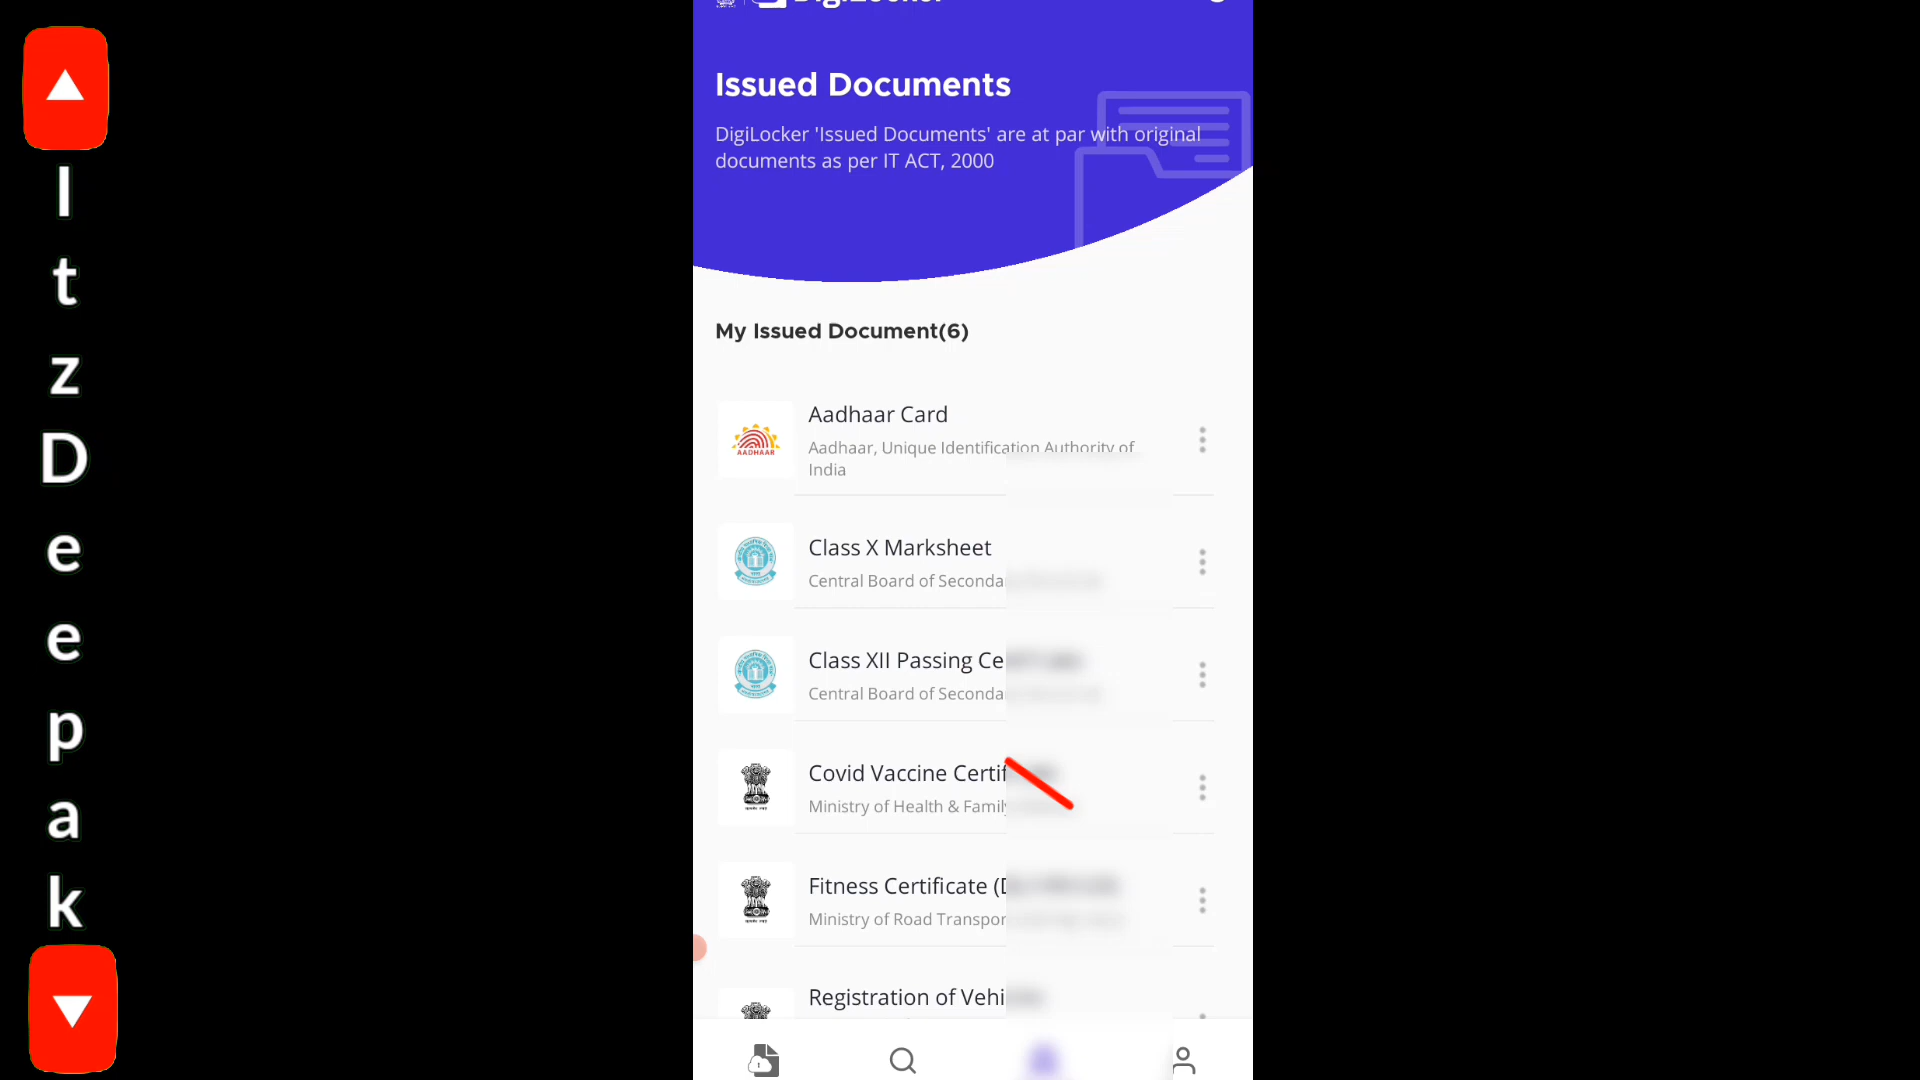 ItzDeepak
Issued Documents
DigiLocker 'Issued Documents' are at par with original
documents as per IT ACT, 2000
My Issued Document(6)
AADHAAR
Aadhaar Card
Aadhaar, Unique Identification Authority of
India
Class X Marksheet
Central Board of Seconda
Class XII Passing Ce
Central Board of Seconda
Covid Vaccine Certif
Ministry of Health & Family
Fitness Certificate (D
Ministry of Road Transpor
Registration of Vehi